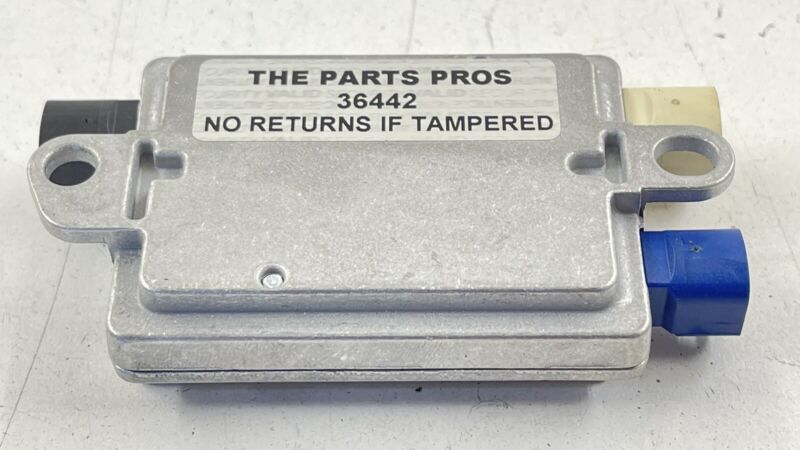 THE PARTS PROS
36442
NO RETURNS IF TAMPERED